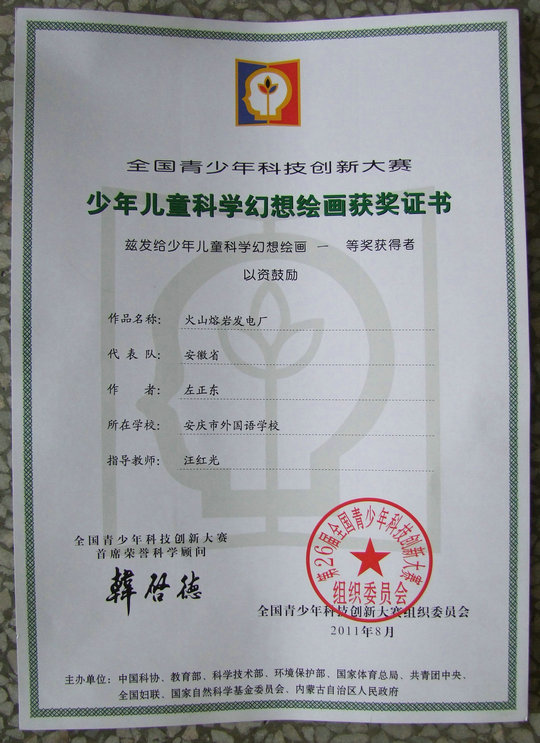 全国青少年科技创新大赛
少年儿童科学幻想绘画获奖证书
兹发给少年儿童科学幻想绘画 一 等奖获得者
以资鼓励
作品名称: 火山熔岩发电厂
代 表 队: 安徽省
作 者: 左正东
所在学校: 安庆市外国语学校
指导教师: 汪红光
全国青少年科技创新大赛
首席荣誉科学顾问
韓启德
第26届全国青少年科技创新大赛
组织委员会
全国青少年科技创新大赛组织委员会
2011年8月
主办单位: 中国科协、教育部、科学技术部、环境保护部、国家体育总局、共青团中央、
全国妇联、国家自然科学基金委员会、内蒙古自治区人民政府